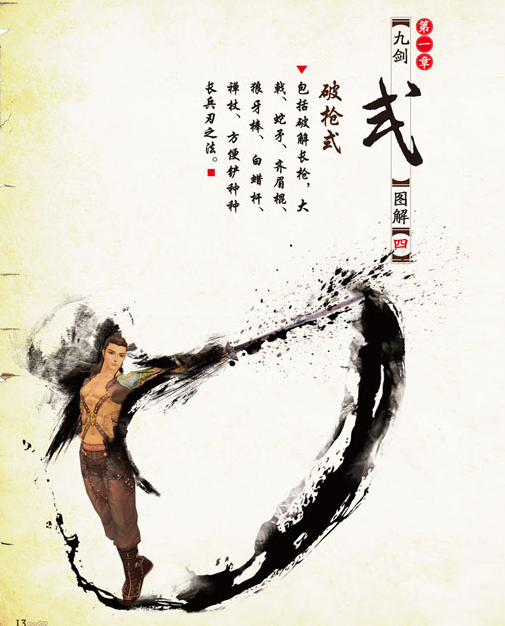 第一章
九剑
式
图解
四
破枪式
包括破解长枪，大
戟、蛇矛、齐眉棍、
狼牙棒、白蜡杆、
禅杖、方便铲种种
长兵刃之法。
13